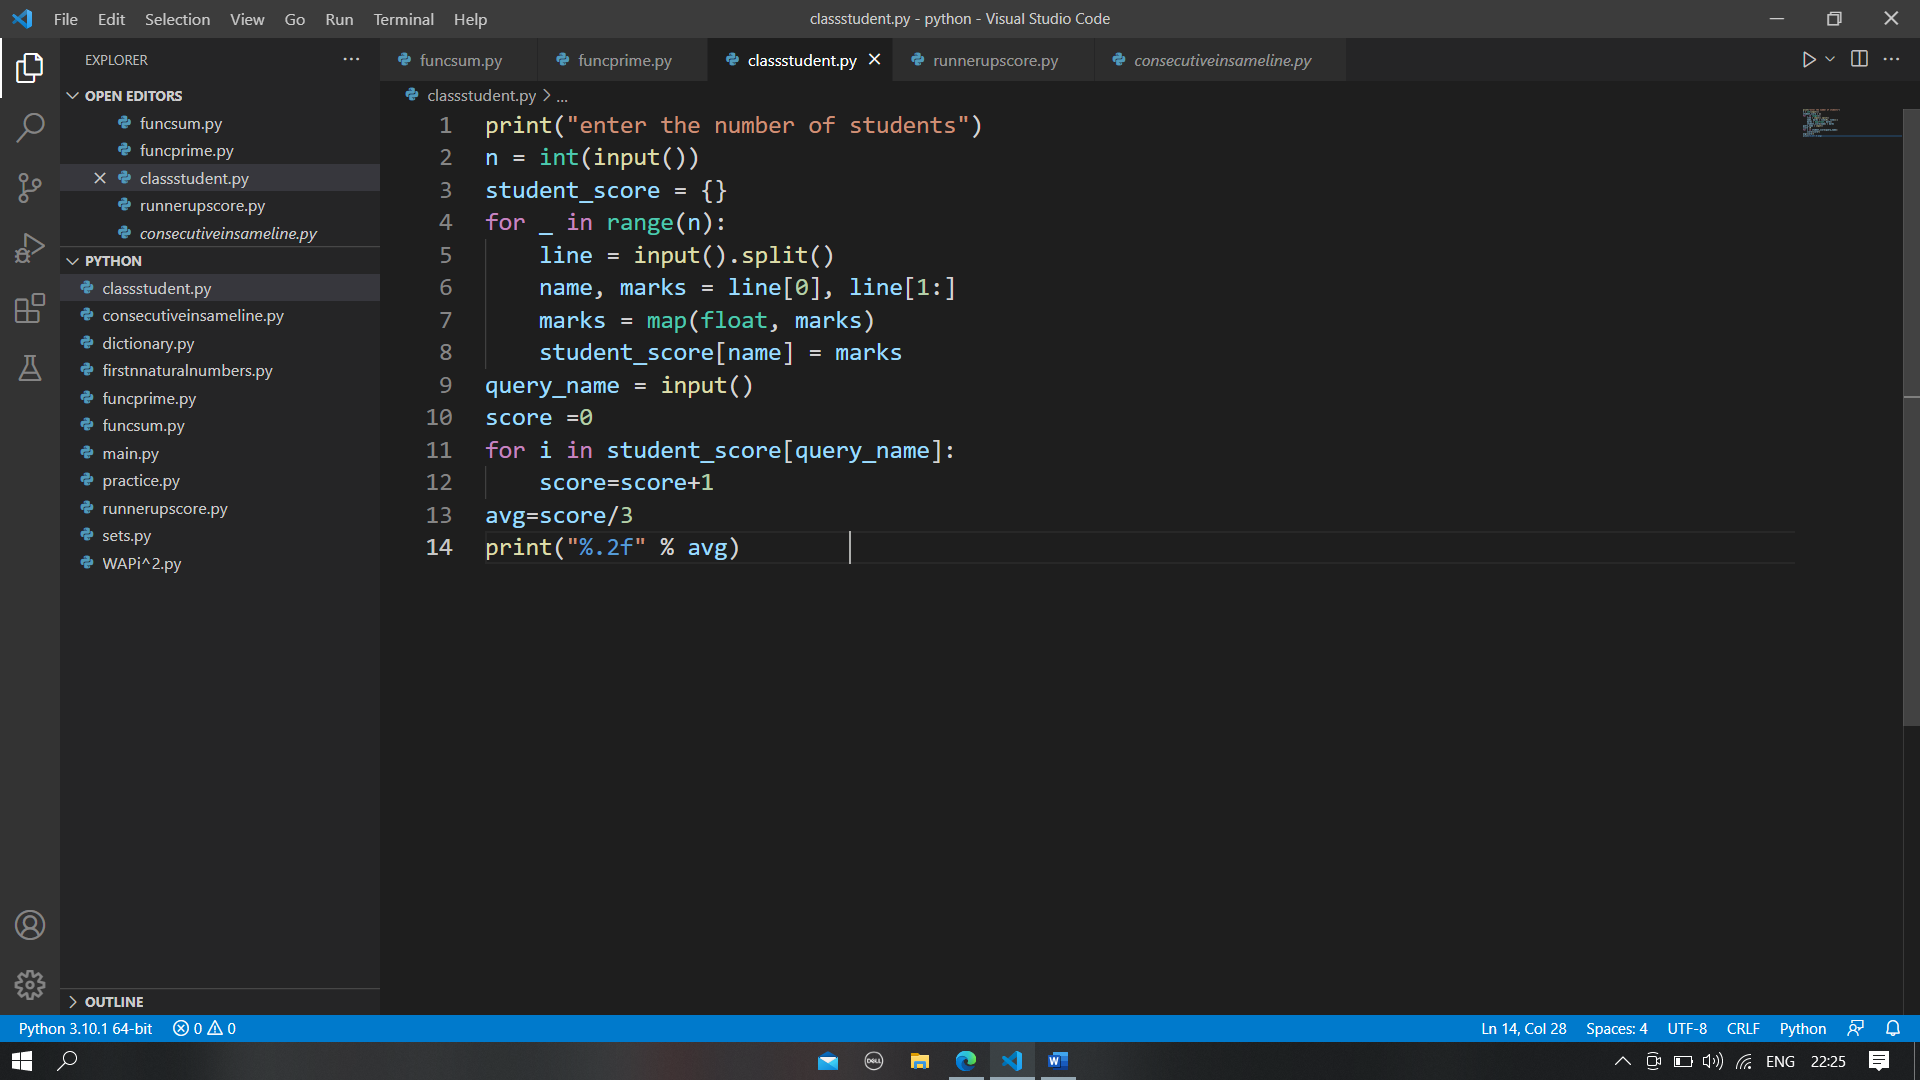 File Edit Selection View Go Run Terminal Help
classstudent.py - python - Visual Studio Code
EXPLORER
OPEN EDITORS
funcsum.py
funcprime.py
classstudent.py
runnerupscore.py
consecutiveinsameline.py
PYTHON
classstudent.py
consecutiveinsameline.py
dictionary.py
firstnnaturalnumbers.py
funcprime.py
funcsum.py
main.py
practice.py
runnerupscore.py
sets.py
WAPi^2.py
OUTLINE
funcsum.py funcprime.py classstudent.py runnerupscore.py consecutiveinsameline.py
classstudent.py > ...
1 print("enter the number of students")
2 n = int(input())
3 student_score = {}
4 for _ in range(n):
5     line = input().split()
6     name, marks = line[0], line[1:]
7     marks = map(float, marks)
8     student_score[name] = marks
9 query_name = input()
10 score =0
11 for i in student_score[query_name]:
12     score=score+1
13 avg=score/3
14 print("%.2f" % avg)
Python 3.10.1 64-bit 0 0 Ln 14, Col 28 Spaces: 4 UTF-8 CRLF Python
DELL W ENG 22:25